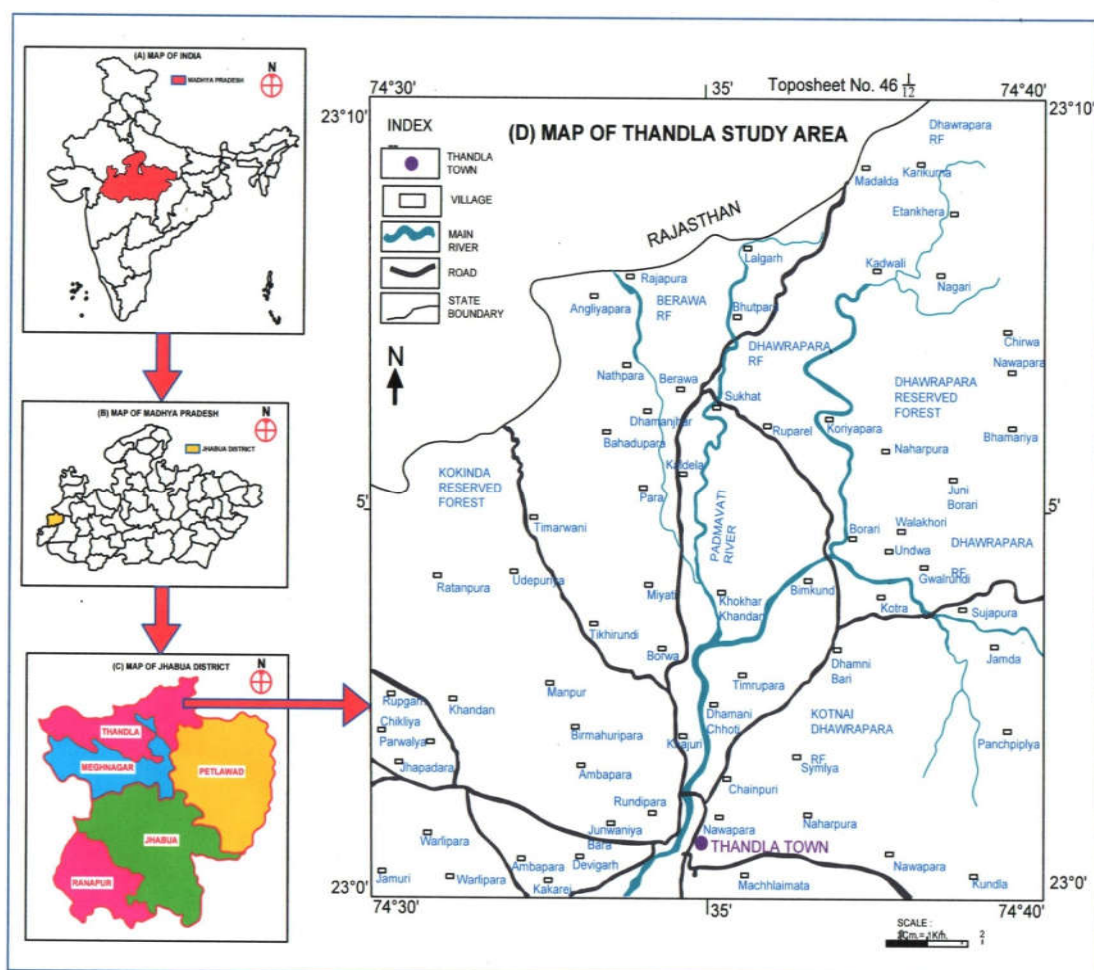 (A) MAP OF INDIA
N
MADHYA PRADESH
(B) MAP OF MADHYA PRADESH
N
JHABUA DISTRICT
(C) MAP OF JHABUA DISTRICT
N
THANDLA
MEGHNAGAR
PETLAWAD
JHABUA
RANAPUR
Toposheet No. 46 I/12
74°30'
35'
74°40'
23°10'
23°10'
(D) MAP OF THANDLA STUDY AREA
INDEX
THANDLA
TOWN
VILLAGE
MAIN
RIVER
ROAD
STATE
BOUNDARY
N
RAJASTHAN
Dhawrapara
RF
Madalda
Karikuma
Etankhera
Lalgarh
Kadwali
Nagari
Rajapura
Angliyapara
BERAWA
RF
Bhutpara
DHAWRAPARA
RF
Chirwa
Nawapara
Nathpara
Berawa
Sukhat
DHAWRAPARA
RESERVED
FOREST
Dhamanjhar
Bahadupara
Ruparel
Koriyapara
Bhamariya
Naharpura
KOKINDA
RESERVED
FOREST
Kaldela
Para
Juni
Borari
5'
5'
Timarwani
PADMAVATI
RIVER
Borari
Walakhori
Undwa
DHAWRAPARA
RF
Gwalrundi
Ratanpura
Udepuriya
Miyati
Khokhar
Khandan
Bimkund
Kotra
Sujapura
Tikhirundi
Borwa
Dhamni
Bari
Jamda
Rupgarh
Khandan
Manpur
Timrupara
Chikliya
Parwalya
Birmahuripara
Dhamani
Chhoti
KOTNAI
DHAWRAPARA
RF
Khajuri
Panchpiplya
Jhapadara
Ambapara
Symlya
Chainpuri
Rundipara
Warlipara
Junwaniya
Bara
Nawapara
Naharpura
THANDLA TOWN
Ambapara
Devigarh
Nawapara
Jamuri
Warlipara
Kakarej
Machhlaimata
Kundla
23°0'
23°0'
74°30'
35'
74°40'
SCALE :